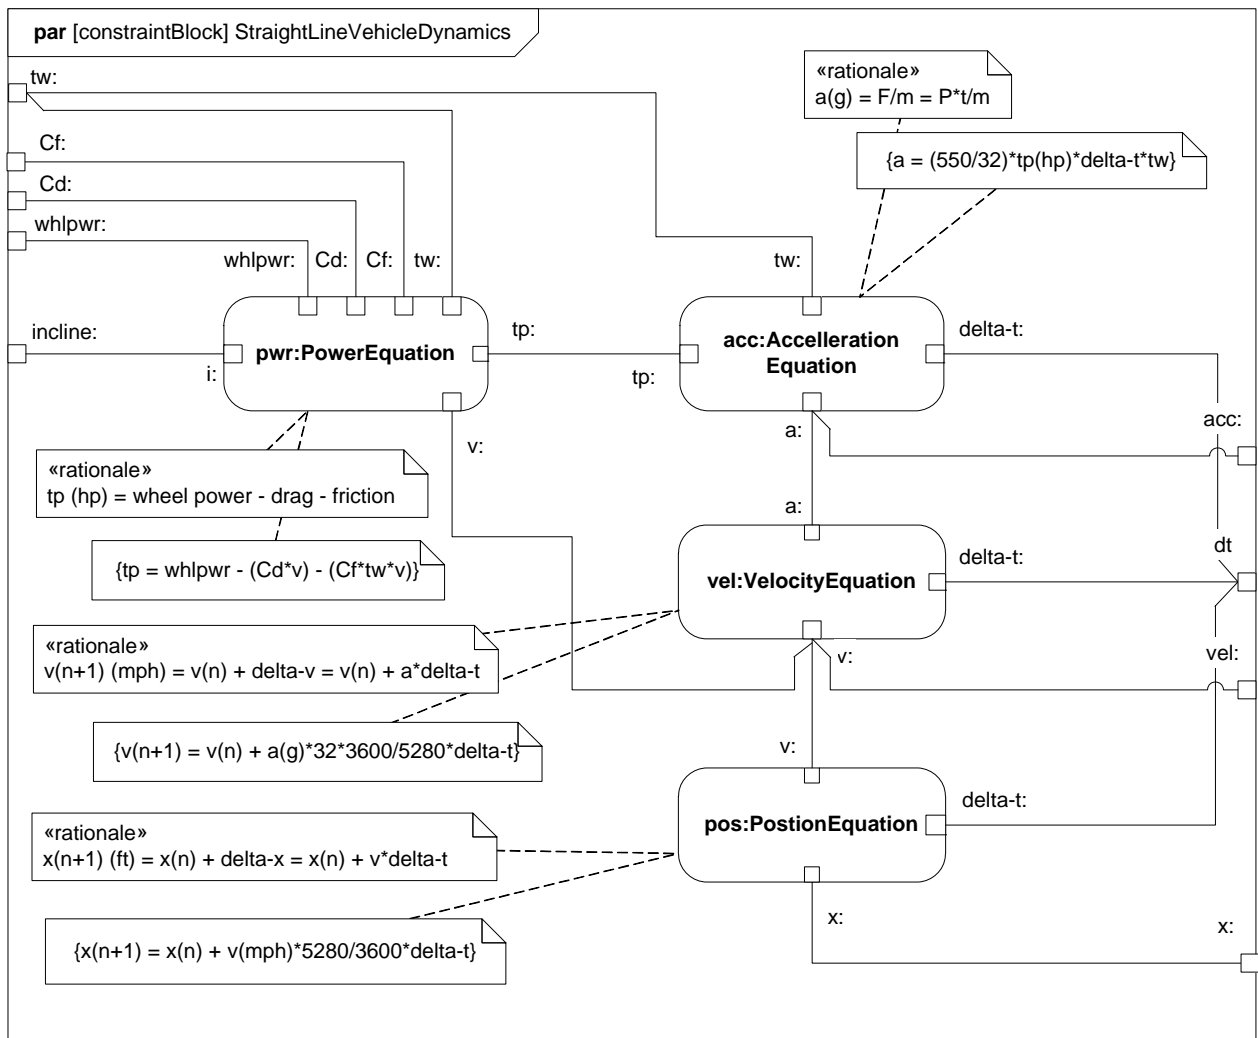 par [constraintBlock] StraightLineVehicleDynamics
tw:
«rationale»
a(g) = F/m = P*t/m
Cf:
{a = (550/32)*tp(hp)*delta-t*tw}
Cd:
whlpwr:
whlpwr:
Cd:
Cf:
tw:
tw:
incline:
i:
pwr:PowerEquation
tp:
tp:
acc:Accelleration
Equation
delta-t:
v:
a:
acc:
«rationale»
tp (hp) = wheel power - drag - friction
a:
{tp = whlpwr - (Cd*v) - (Cf*tw*v)}
vel:VelocityEquation
delta-t:
dt
«rationale»
v(n+1) (mph) = v(n) + delta-v = v(n) + a*delta-t
v:
vel:
{v(n+1) = v(n) + a(g)*32*3600/5280*delta-t}
v:
«rationale»
x(n+1) (ft) = x(n) + delta-x = x(n) + v*delta-t
pos:PostionEquation
delta-t:
{x(n+1) = x(n) + v(mph)*5280/3600*delta-t}
x:
x: